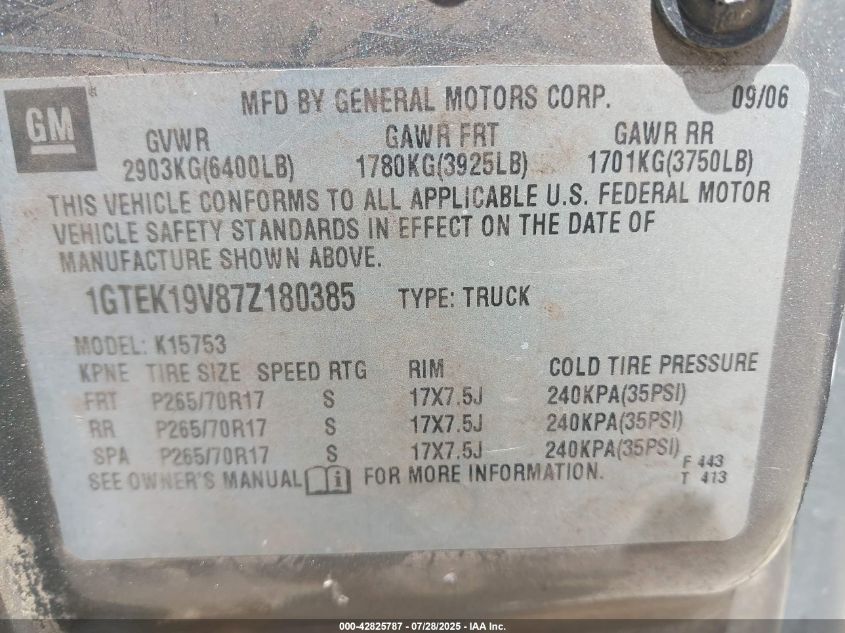 GM ®
MFD BY GENERAL MOTORS CORP. 09/06
GVWR GAWR FRT GAWR RR
2903KG(6400LB) 1780KG(3925LB) 1701KG(3750LB)
THIS VEHICLE CONFORMS TO ALL APPLICABLE U.S. FEDERAL MOTOR
VEHICLE SAFETY STANDARDS IN EFFECT ON THE DATE OF
MANUFACTURE SHOWN ABOVE.
1GTEK19V87Z180385 TYPE: TRUCK
MODEL: K15753
KPNE TIRE SIZE SPEED RTG RIM COLD TIRE PRESSURE
FRT P265/70R17 S 17X7.5J 240KPA(35PSI)
RR P265/70R17 S 17X7.5J 240KPA(35PSI)
SPA P265/70R17 S 17X7.5J 240KPA(35PSI)
F 443
SEE OWNER'S MANUAL i FOR MORE INFORMATION. T 413
000-42825787 / 07/28/2025 - IAA Inc.